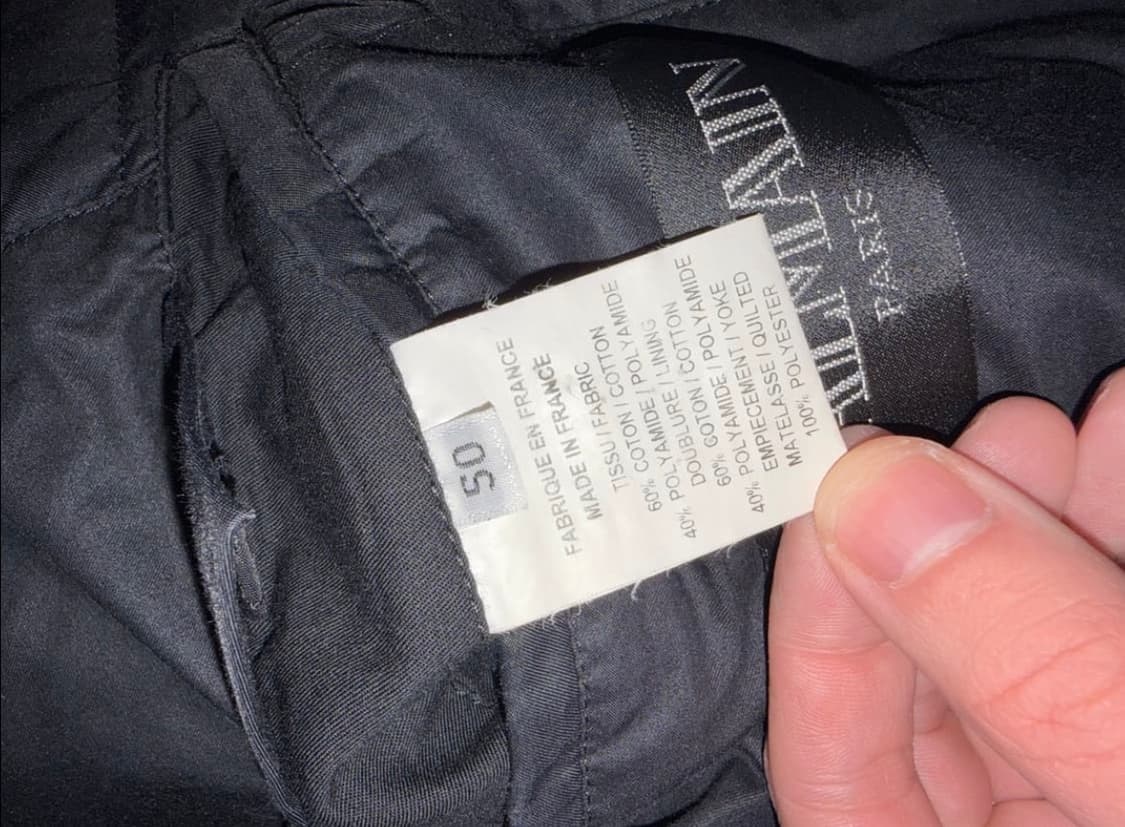 ALMAIN
PARIS
50
FABRIQUE EN FRANCE
MADE IN FRANCE
TISSU / FABRIC
60% COTON / COTTON
40% POLYAMIDE / POLYAMIDE
DOUBLURE / LINING
60% COTON / COTTON
40% POLYAMIDE / POLYAMIDE
EMPIECEMENT / YOKE
MATELASSE / QUILTED
100% POLYESTER